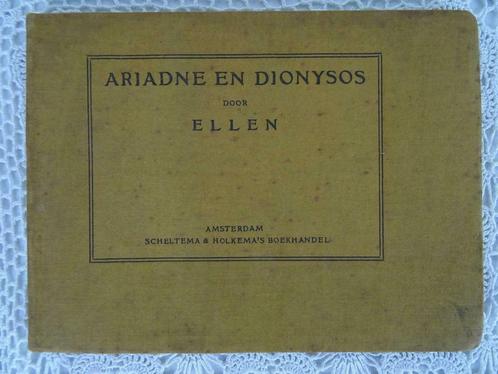 ARIADNE EN DIONYSOS
DOOR
ELLEN
AMSTERDAM
SCHELTEMA & HOLKEMA'S BOEKHANDEL